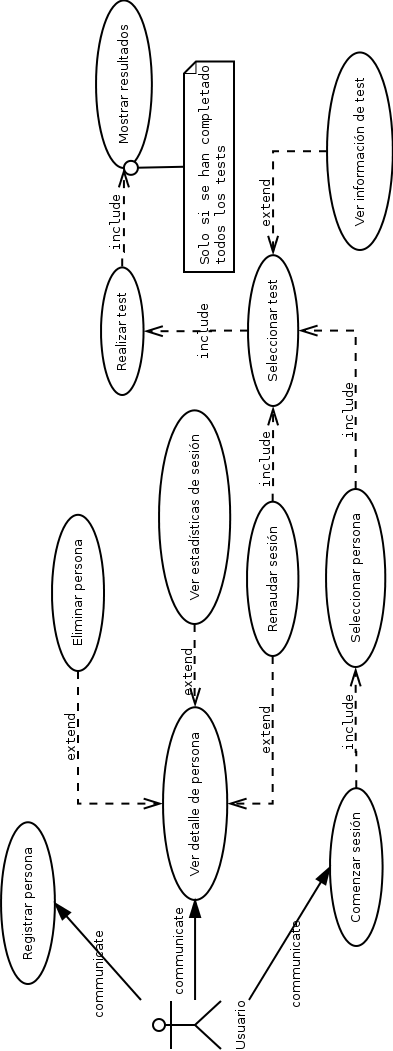 Registrar persona
extend
Eliminar persona
communicate
Realizar test
include
Mostrar resultados
communicate
Ver detalle de persona
extend
Ver estadísticas de sesión
include
Solo si se han completado
todos los tests
Usuario
extend
Renaudar sesión
include
Seleccionar test
extend
communicate
Comenzar sesión
include
Seleccionar persona
include
Ver información de test